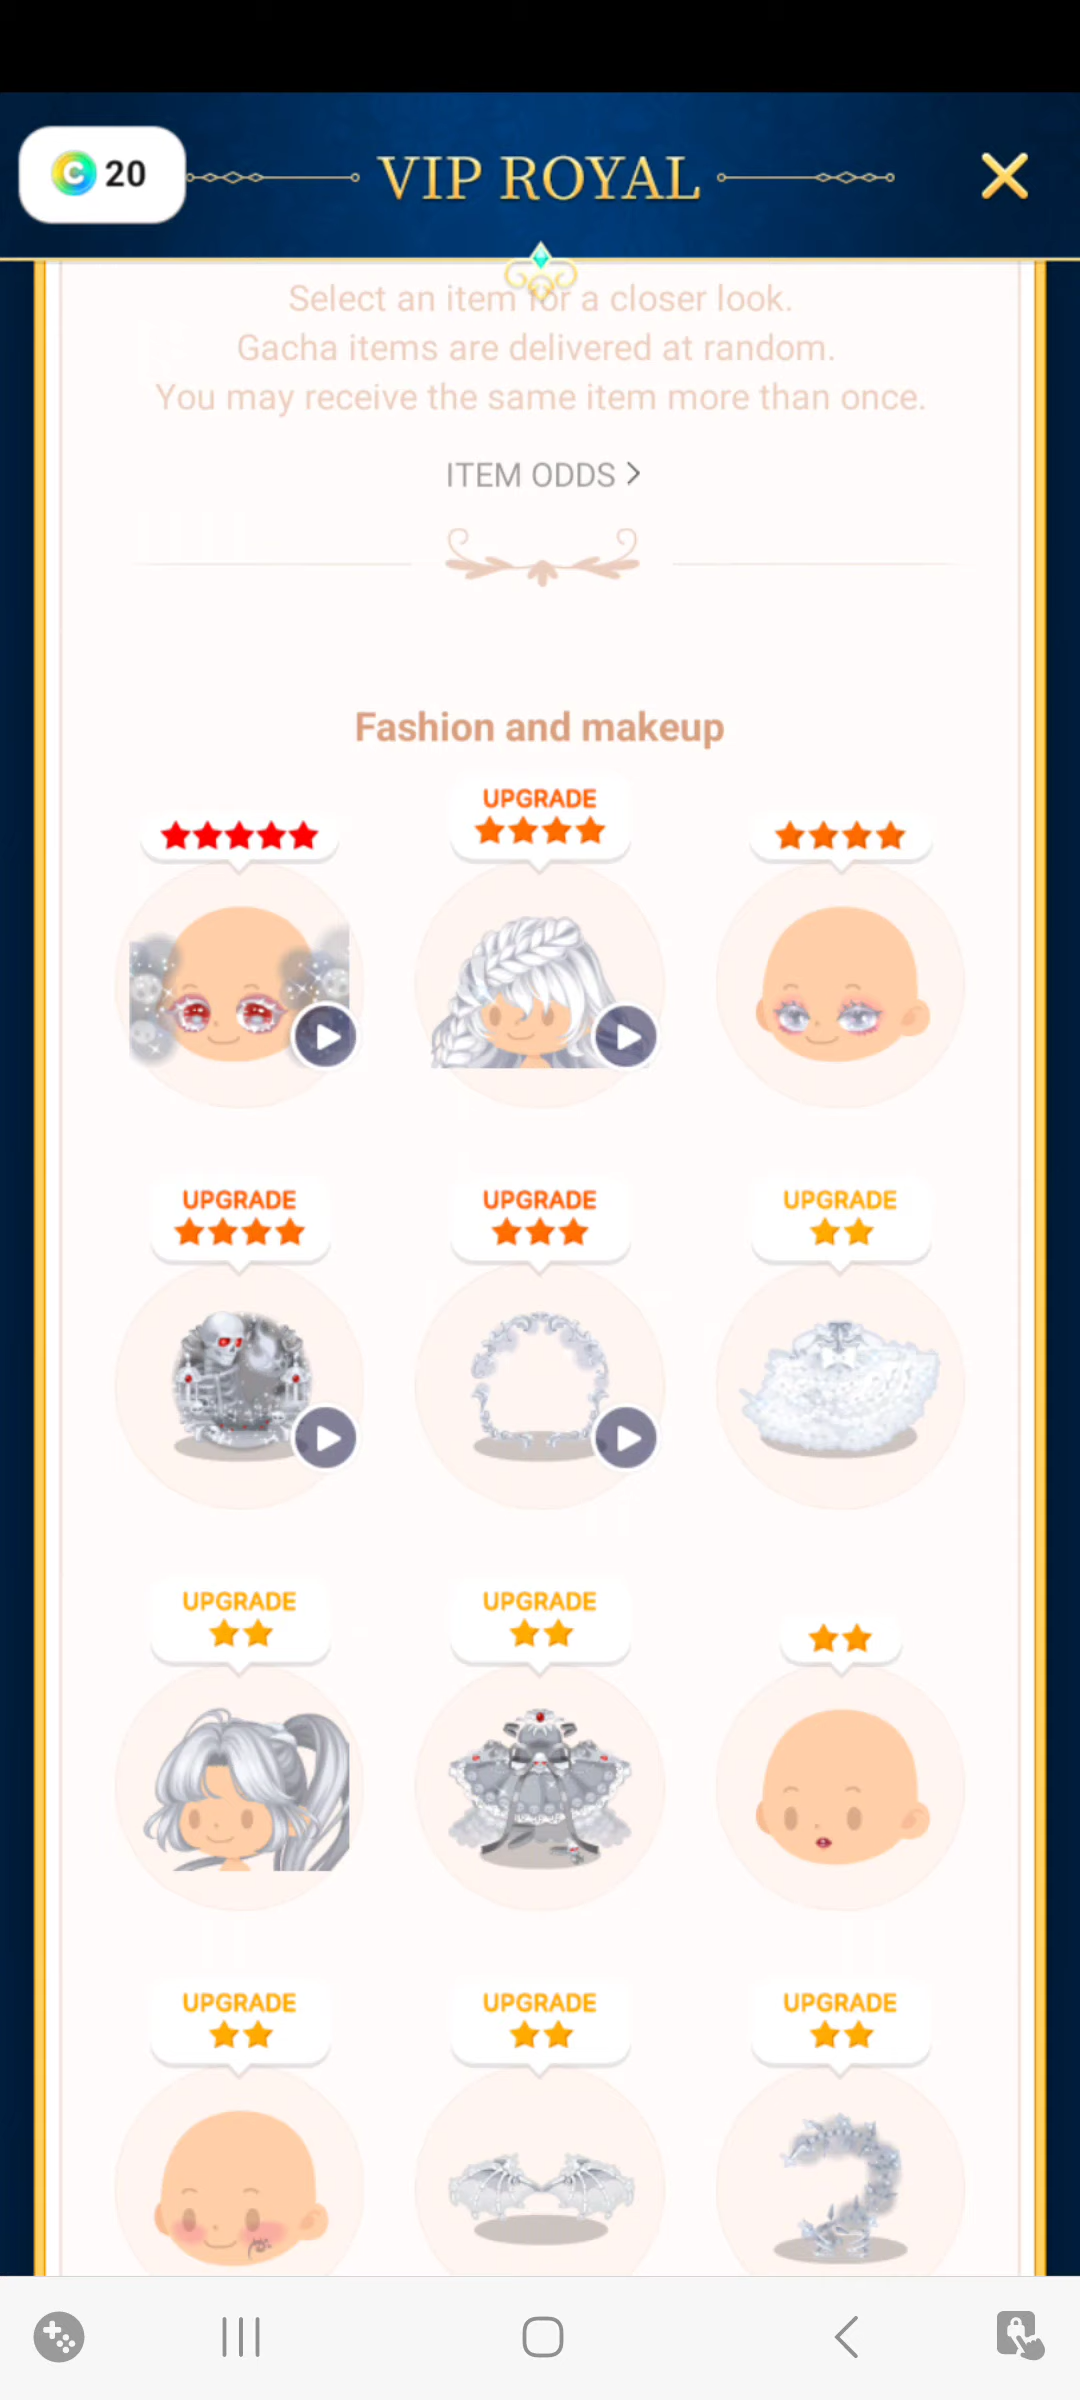 C 20
VIP ROYAL
Select an item for a closer look.
Gacha items are delivered at random.
You may receive the same item more than once.
ITEM ODDS >
Fashion and makeup
UPGRADE
UPGRADE
UPGRADE
UPGRADE
UPGRADE
UPGRADE
UPGRADE
UPGRADE
UPGRADE